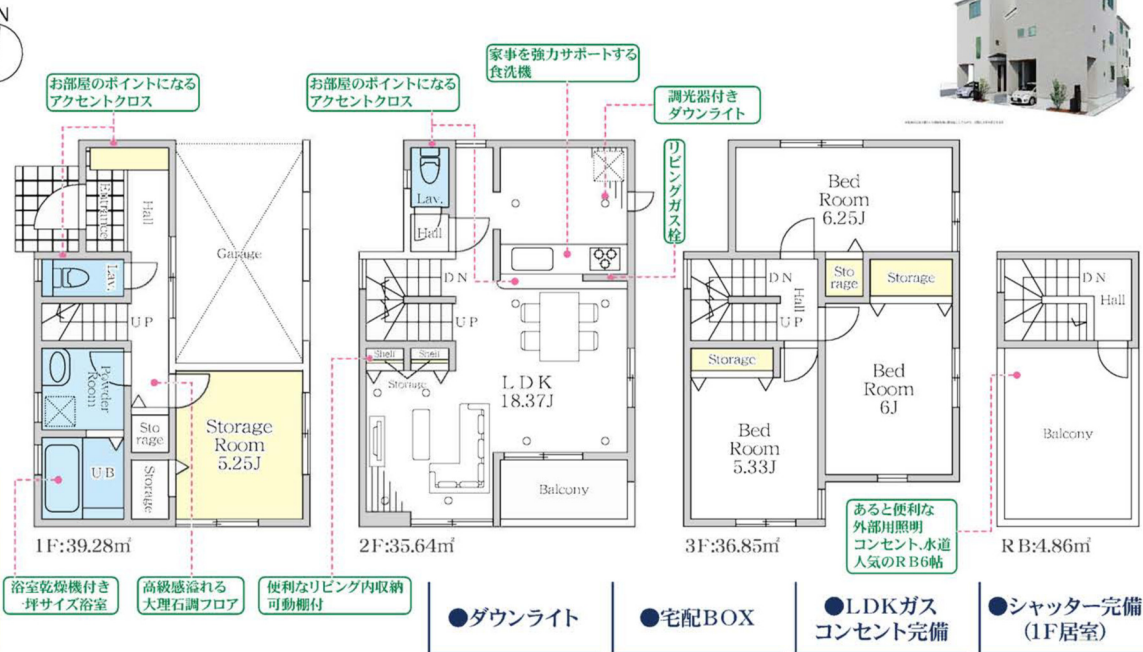 N
お部屋のポイントになる
アクセントクロス
お部屋のポイントになる
アクセントクロス
家事を強力サポートする
食洗機
調光器付き
ダウンライト
リビングガス栓
Entrance
Hall
Garage
Lav.
UP
Powder
Room
UB
Sto
rage
Storage
Storage
Room
5.25J
1F:39.28㎡
Lav.
Hall
DN
UP
Shelf
Shelf
Storage
LDK
18.37J
Balcony
2F:35.64㎡
Bed
Room
6.25J
DN
Hall
UP
Sto
rage
Storage
Storage
Bed
Room
6J
Bed
Room
5.33J
3F:36.85㎡
DN
Hall
Balcony
RB:4.86㎡
あると便利な
外部用照明
コンセント、水道
人気のRB6帖
浴室乾燥機付き
一坪サイズ浴室
高級感溢れる
大理石調フロア
便利なリビング内収納
可動棚付
●ダウンライト
●宅配BOX
●LDKガス
コンセント完備
●シャッター完備
(1F居室)